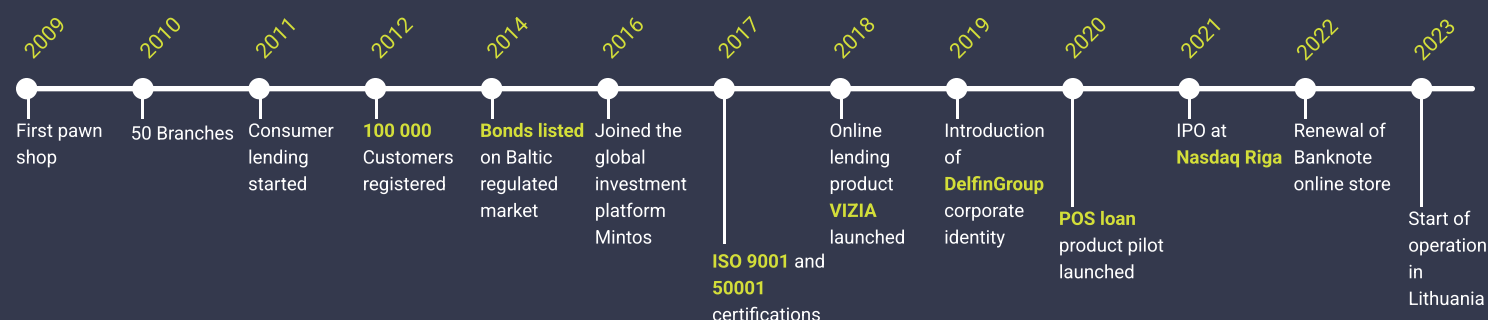 2009
2010
2011
2012
2014
2016
2017
2018
2019
2020
2021
2022
2023
First pawn
shop
50 Branches
Consumer
lending
started
100 000
Customers
registered
Bonds listed
on Baltic
regulated
market
Joined the
global
investment
platform
Mintos
ISO 9001 and
50001
certifications
Online
lending
product
VIZIA
launched
Introduction
of
DelfinGroup
corporate
identity
POS loan
product pilot
launched
IPO at
Nasdaq Riga
Renewal of
Banknote
online store
Start of
operation
in
Lithuania